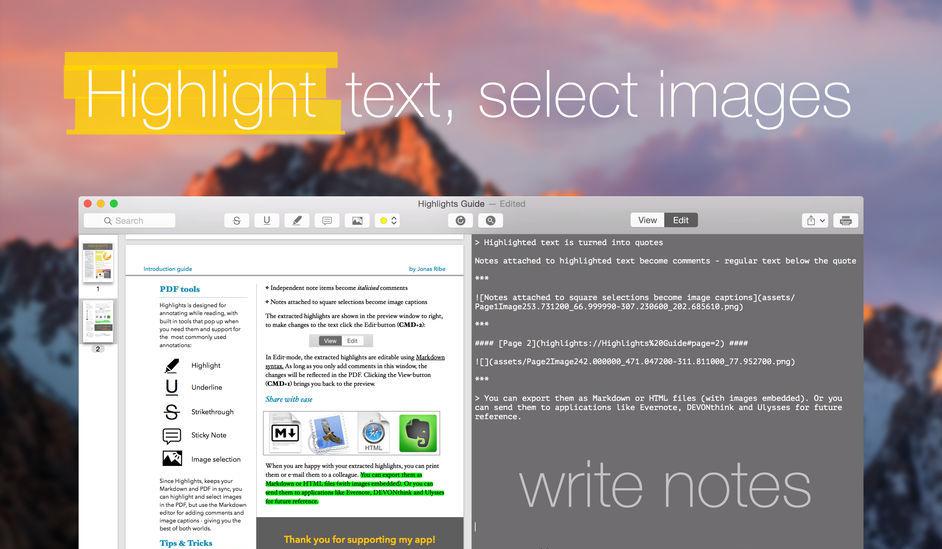 Highlight text, select images
Highlights Guide — Edited
Search
View Edit
1
2
Introduction guide
by Jonas Ribe
PDF tools
Highlights is designed for
annotating while reading, with
built in tools that pop up when
you need them and support for
the most commonly used
annotations:
Highlight
Underline
Strikethrough
Sticky Note
Image selection
Since Highlights, keeps your
Markdown and PDF in sync, you
can highlight and select images
in the PDF, but use the Markdown
editor for adding comments and
image captions - giving you the
best of both worlds.
Tips & Tricks
Independent note items become italicised comments
Notes attached to square selections become image captions
The extracted highlights are shown in the preview window to right,
to make changes to the text click the Edit-button (CMD-2):
View Edit
In Edit-mode, the extracted highlights are editable using Markdown
syntax. As long as you only add comments in this window, the
changes will be reflected in the PDF. Clicking the View-button
(CMD-1) brings you back to the preview.
Share with ease
M
HTML
When you are happy with your extracted highlights, you can print
them or e-mail them to a colleague. You can export them as
Markdown or HTML files (with images embedded). Or you can
send them to applications like Evernote, DEVONthink and Ulysses
for future reference.
Thank you for supporting my app!
> Highlighted text is turned into quotes
Notes attached to highlighted text become comments - regular text below the quote
***
![Notes attached to square selections become image captions](assets/
Page1Image253.731200_66.999990-307.230600_202.685610.png)
***
#### [Page 2](highlights://Highlights%20Guide#page=2) ####
![](assets/Page2Image242.000000_471.047200-311.811000_77.952700.png)
***
> You can export them as Markdown or HTML files (with images embedded). Or you
can send them to applications like Evernote, DEVONthink and Ulysses for future
reference.
write notes